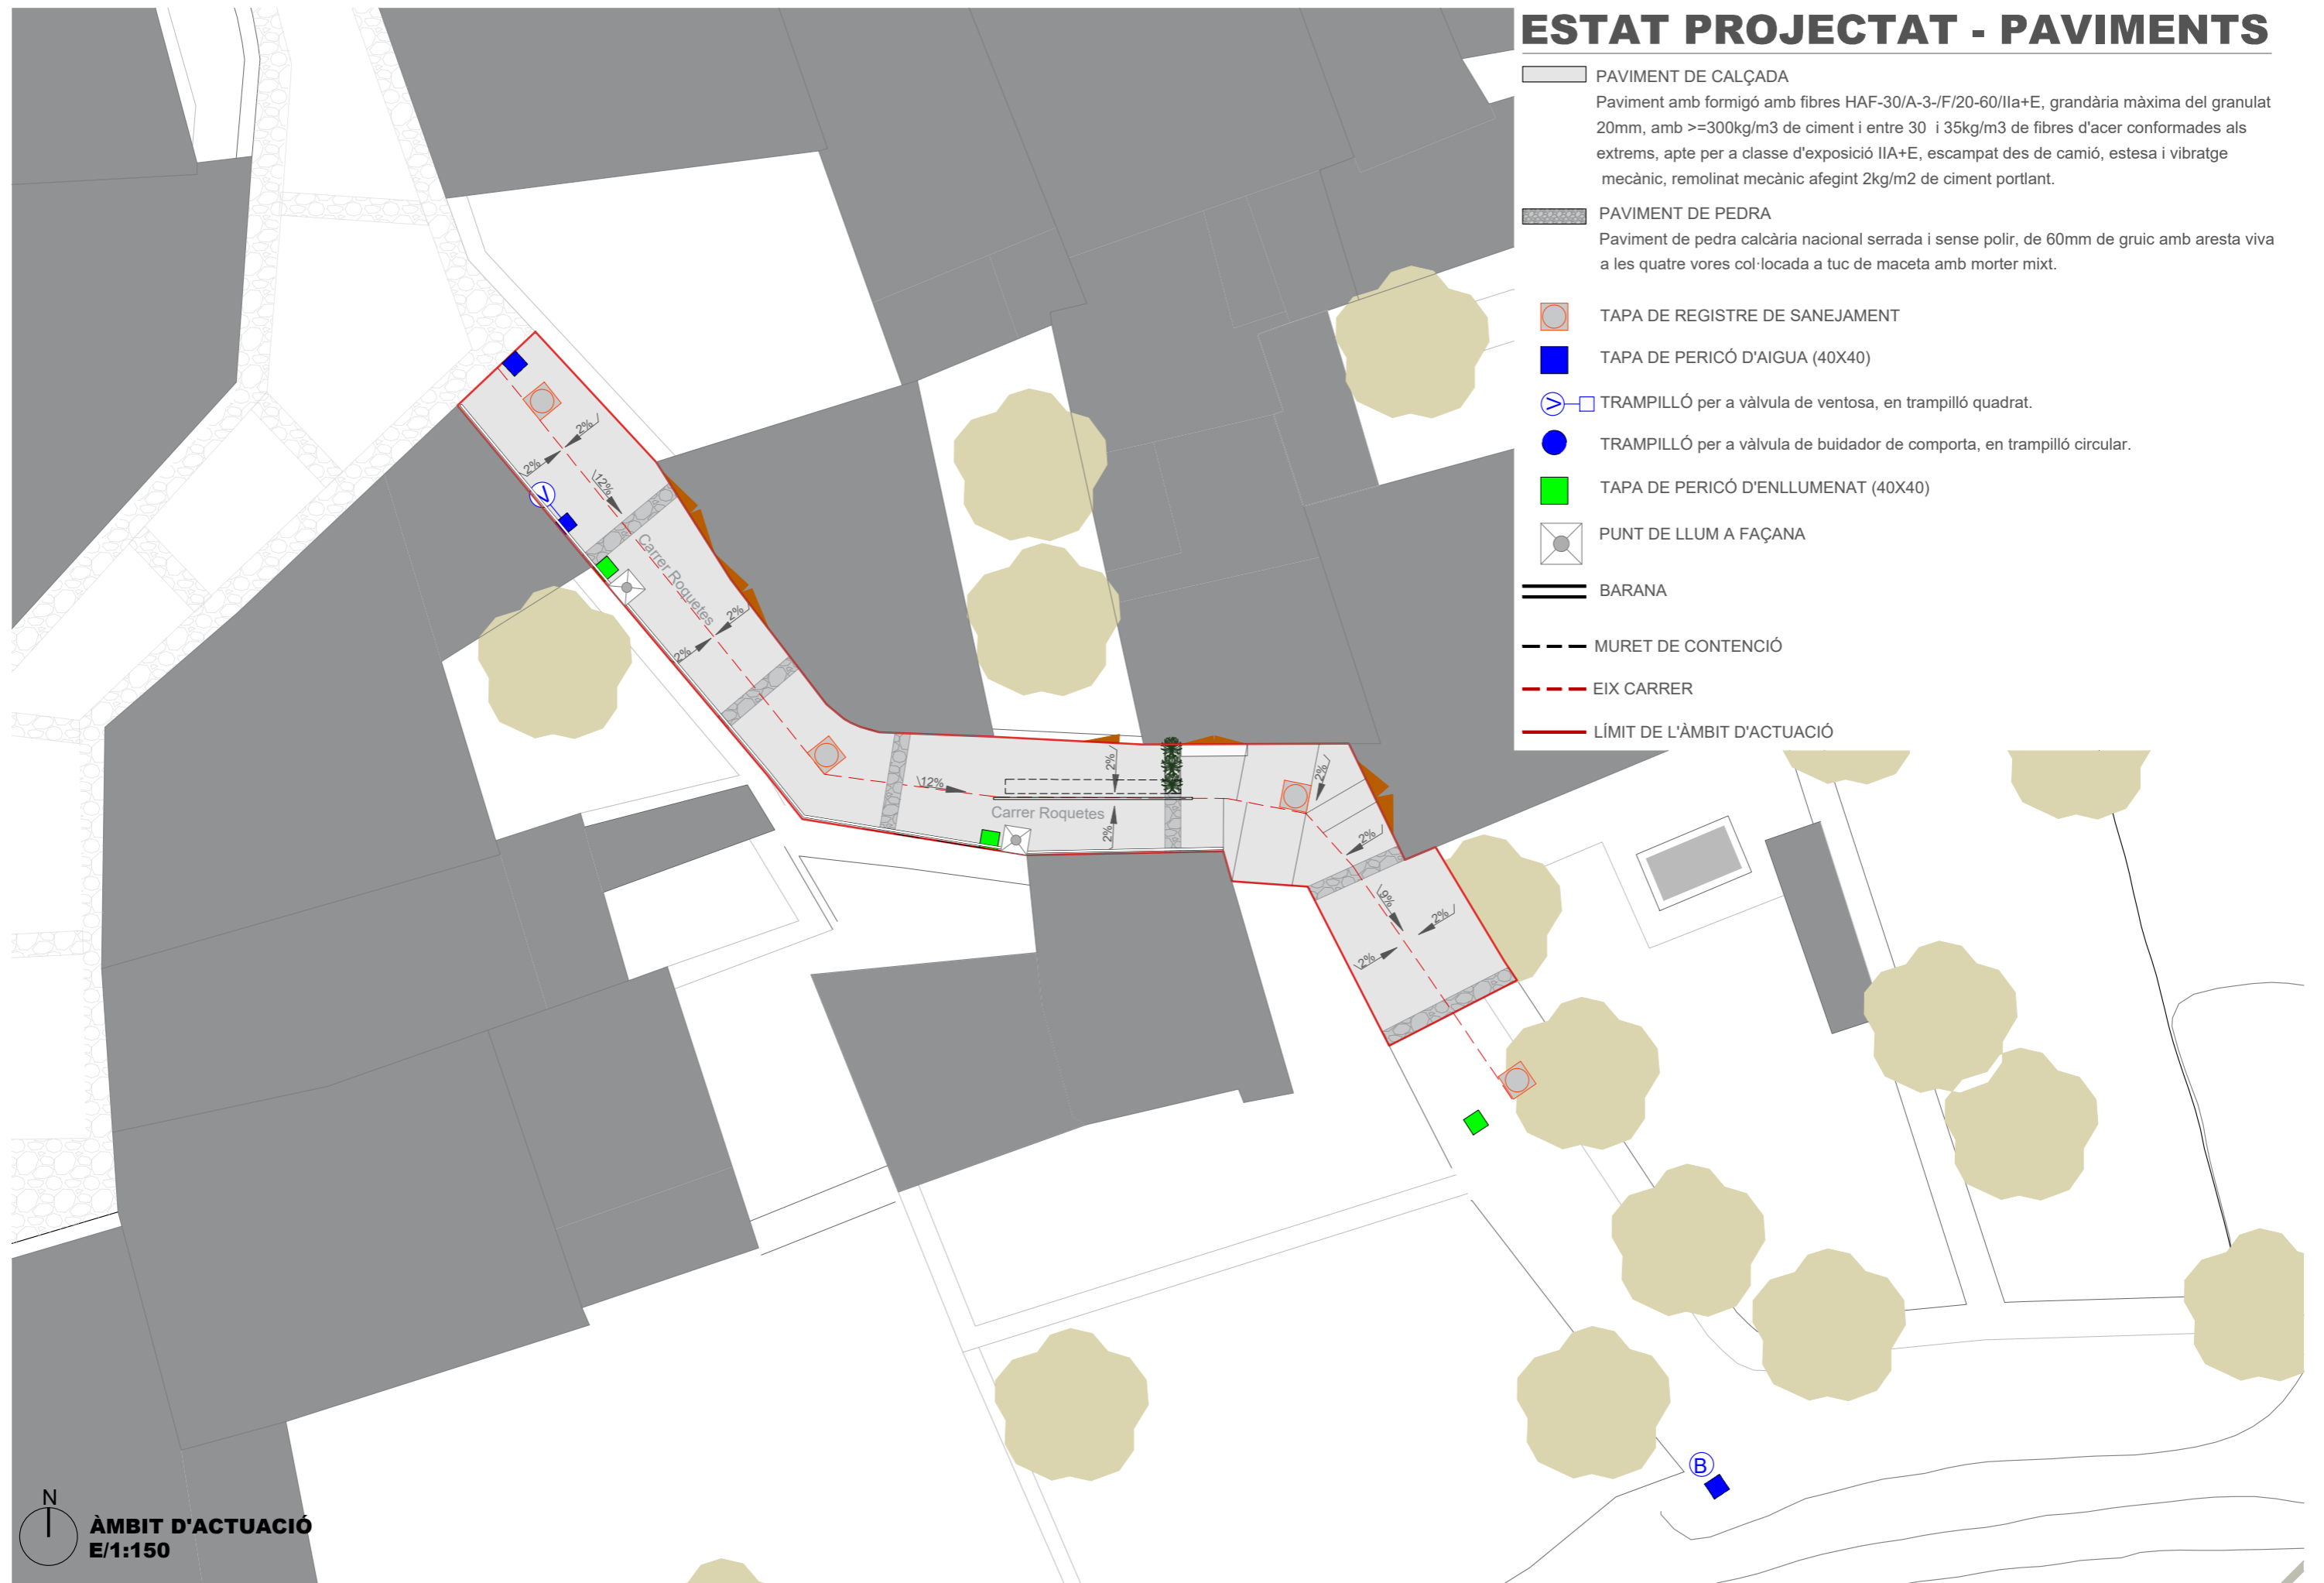 ESTAT PROJECTAT - PAVIMENTS
PAVIMENT DE CALÇADA
Paviment amb formigó amb fibres HAF-30/A-3-/F/20-60/IIa+E, grandària màxima del granulat
20mm, amb >=300kg/m3 de ciment i entre 30 i 35kg/m3 de fibres d'acer conformades als
extrems, apte per a classe d'exposició IIA+E, escampat des de camió, estesa i vibratge
mecànic, remolinat mecànic afegint 2kg/m2 de ciment portlant.
PAVIMENT DE PEDRA
Paviment de pedra calcària nacional serrada i sense polir, de 60mm de gruic amb aresta viva
a les quatre vores col·locada a tuc de maceta amb morter mixt.
TAPA DE REGISTRE DE SANEJAMENT
TAPA DE PERICÓ D'AIGUA (40X40)
V
TRAMPILLÓ per a vàlvula de ventosa, en trampilló quadrat.
TRAMPILLÓ per a vàlvula de buidador de comporta, en trampilló circular.
TAPA DE PERICÓ D'ENLLUMENAT (40X40)
PUNT DE LLUM A FAÇANA
BARANA
MURET DE CONTENCIÓ
EIX CARRER
LÍMIT DE L'ÀMBIT D'ACTUACIÓ
2%
2%
12%
V
Carrer Roquetes
2%
2%
12%
2%
Carrer Roquetes
2%
2%
2%
9%
2%
2%
B
N
ÀMBIT D'ACTUACIÓ
E/1:150